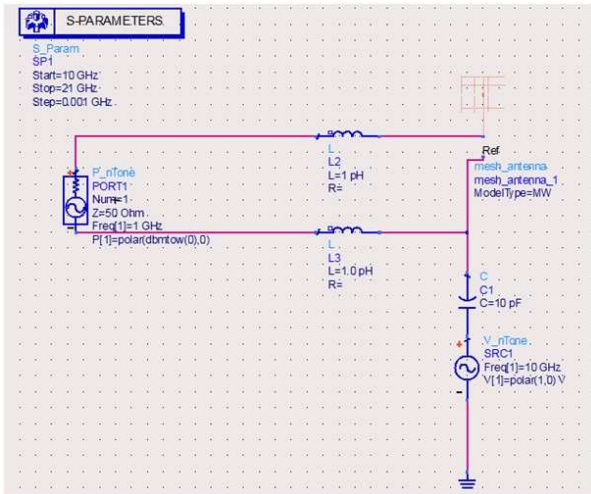 S-PARAMETERS
S_Param
SP1
Start=10 GHz
Stop=21 GHz
Step=0.001 GHz
L
L2
L=1 pH
R=
Ref
mesh_antenna
mesh_antenna_1
ModelType=MW
P_nTone
PORT1
Num=1
Z=50 Ohm
Freq[1]=1 GHz
P[1]=polar(dbmtow(0),0)
L
L3
L=1.0 pH
R=
C
C1
C=10 pF
V_nTone
SRC1
Freq[1]=10 GHz
V[1]=polar(1,0) V